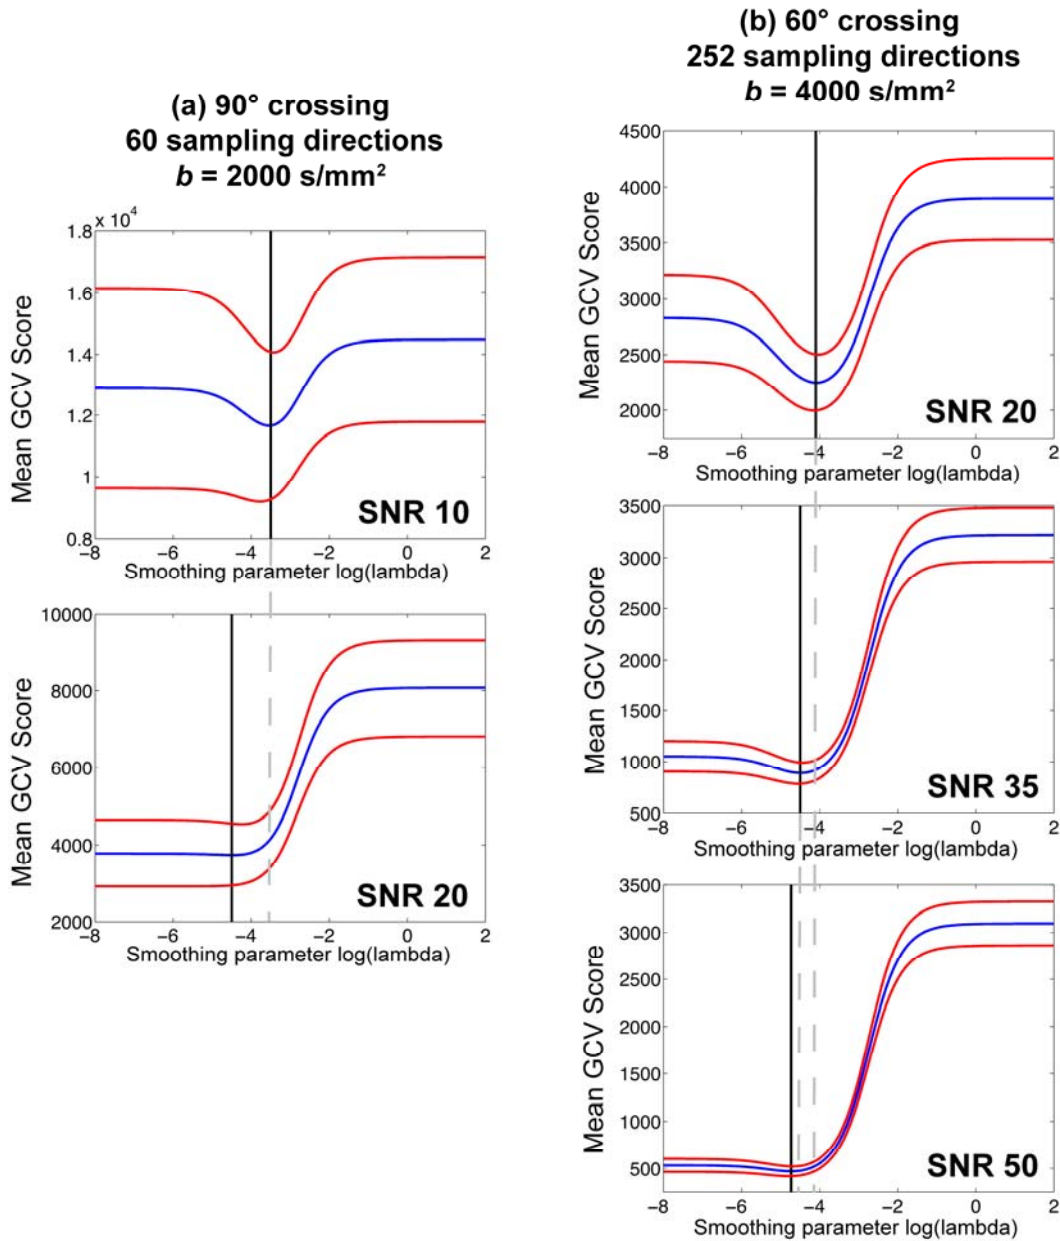 (a) 90° crossing
60 sampling directions
b = 2000 s/mm²
x 10⁴
1.8
1.6
1.4
1.2
1
0.8
Mean GCV Score
SNR 10
−8 −6 −4 −2 0 2
Smoothing parameter log(lambda)
10000
8000
6000
4000
2000
Mean GCV Score
SNR 20
−8 −6 −4 −2 0 2
Smoothing parameter log(lambda)
(b) 60° crossing
252 sampling directions
b = 4000 s/mm²
4500
4000
3500
3000
2500
2000
Mean GCV Score
SNR 20
−8 −6 −4 −2 0 2
Smoothing parameter log(lambda)
3500
3000
2500
2000
1500
1000
500
Mean GCV Score
SNR 35
−8 −6 −4 −2 0 2
Smoothing parameter log(lambda)
3500
3000
2500
2000
1500
1000
500
Mean GCV Score
SNR 50
−8 −6 −4 −2 0 2
Smoothing parameter log(lambda)